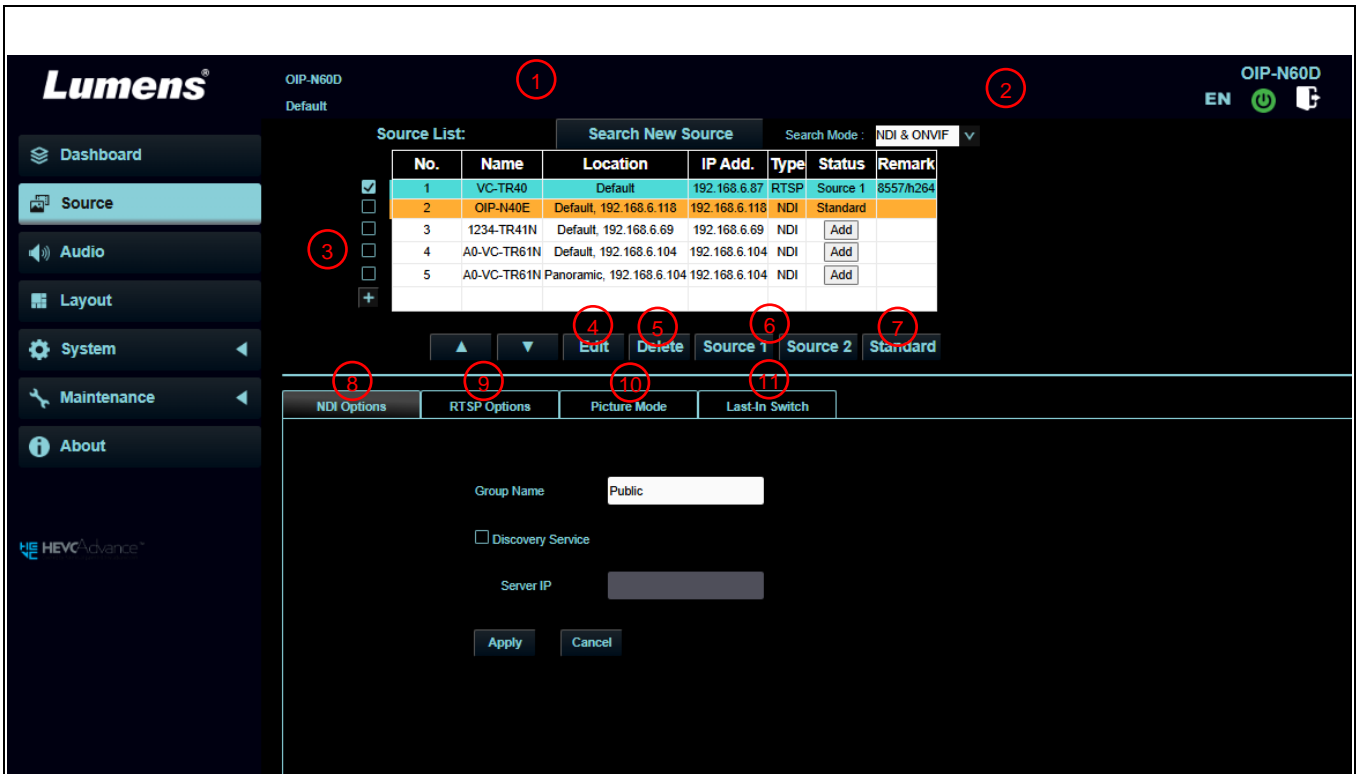 Lumens®
OIP-N60D
Default
1
2
OIP-N60D
EN
Dashboard
Source
Audio
Layout
System
Maintenance
About
HEVC Advance™
Source List:
Search New Source
Search Mode :
NDI & ONVIF
No. Name Location IP Add. Type Status Remark
1 VC-TR40 Default 192.168.6.87 RTSP Source 1 8557/h264
2 OIP-N40E Default, 192.168.6.118 192.168.6.118 NDI Standard
3 1234-TR41N Default, 192.168.6.69 192.168.6.69 NDI Add
4 A0-VC-TR61N Default, 192.168.6.104 192.168.6.104 NDI Add
5 A0-VC-TR61N Panoramic, 192.168.6.104 192.168.6.104 NDI Add
+
3
4
5
6
7
▲ ▼ Edit Delete Source 1 Source 2 Standard
8
9
10
11
NDI Options RTSP Options Picture Mode Last-In Switch
Group Name Public
Discovery Service
Server IP
Apply Cancel